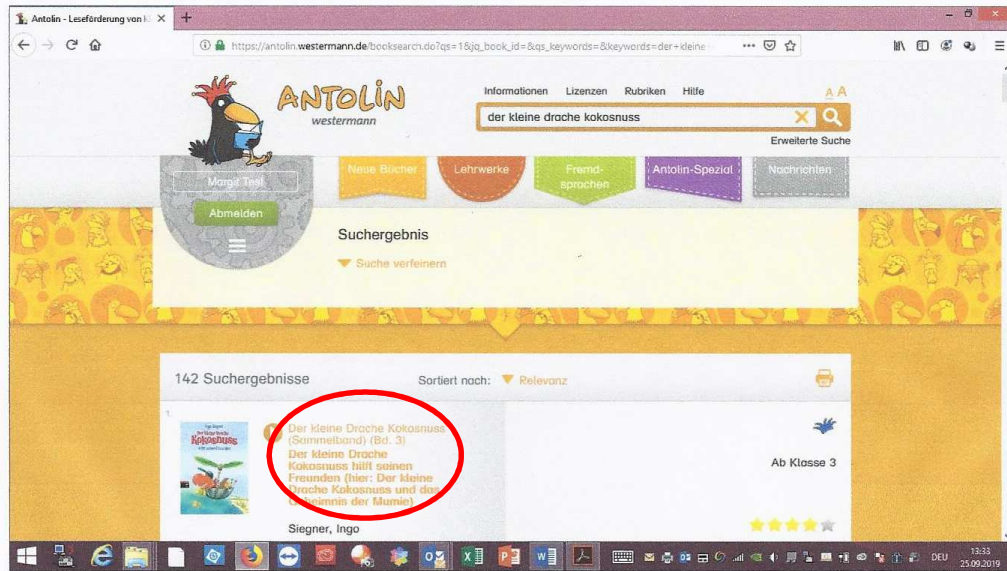 Antolin - Leseförderung von
https://antolin.westermann.de/booksearch.do?qs=1&jq_book_id=&qs_keywords=&keywords=der+kleine
ANTOLIN
westermann
Informationen Lizenzen Rubriken Hilfe
A A
der kleine drache kokosnuss
Erweiterte Suche
Margit Test
Abmelden
Neue Bücher
Lehrwerke
Fremd-
sprachen
Antolin-Spezial
Nachrichten
Suchergebnis
Suche verfeinern
142 Suchergebnisse
Sortiert nach: Relevanz
1.
Kokosnuss
Der kleine Drache Kokosnuss
(Sammelband) (Bd. 3)
Der kleine Drache
Kokosnuss hilft seinen
Freunden (hier: Der kleine
Drache Kokosnuss und das
Geheimnis der Mumie)
Siegner, Ingo
Ab Klasse 3
DEU
13:33
25.09.2019